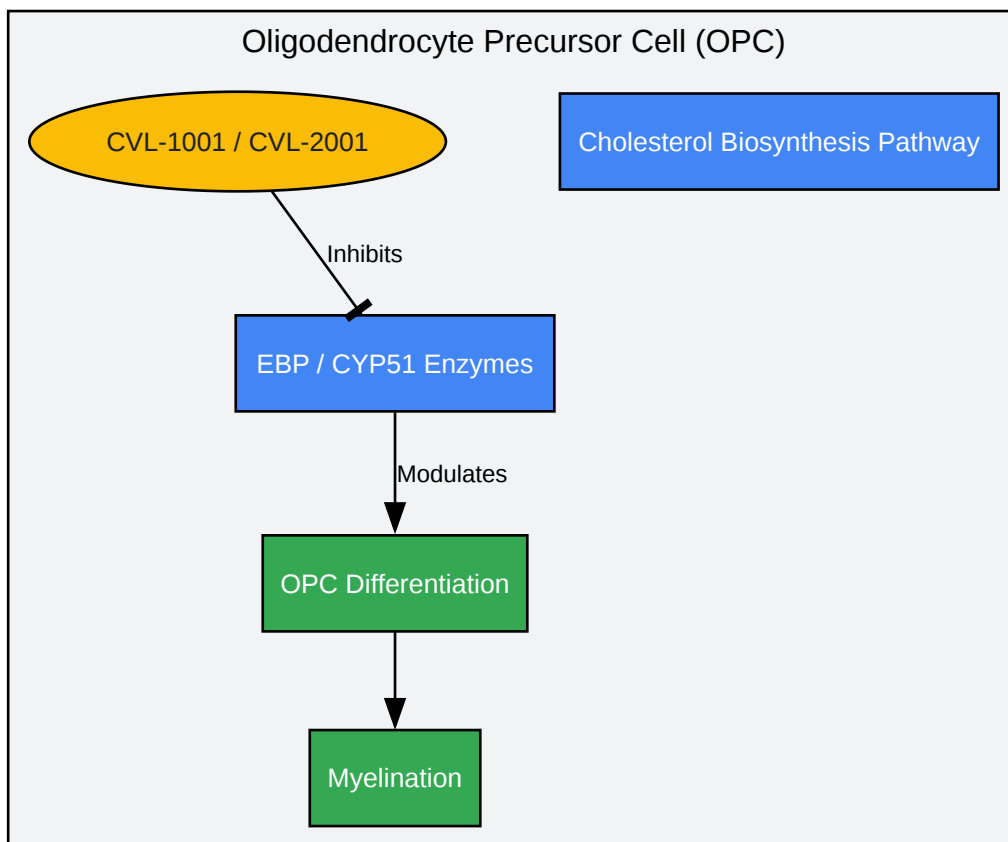 Oligodendrocyte Precursor Cell (OPC)
CVL-1001 / CVL-2001
Cholesterol Biosynthesis Pathway
Inhibits
EBP / CYP51 Enzymes
Modulates
OPC Differentiation
Myelination